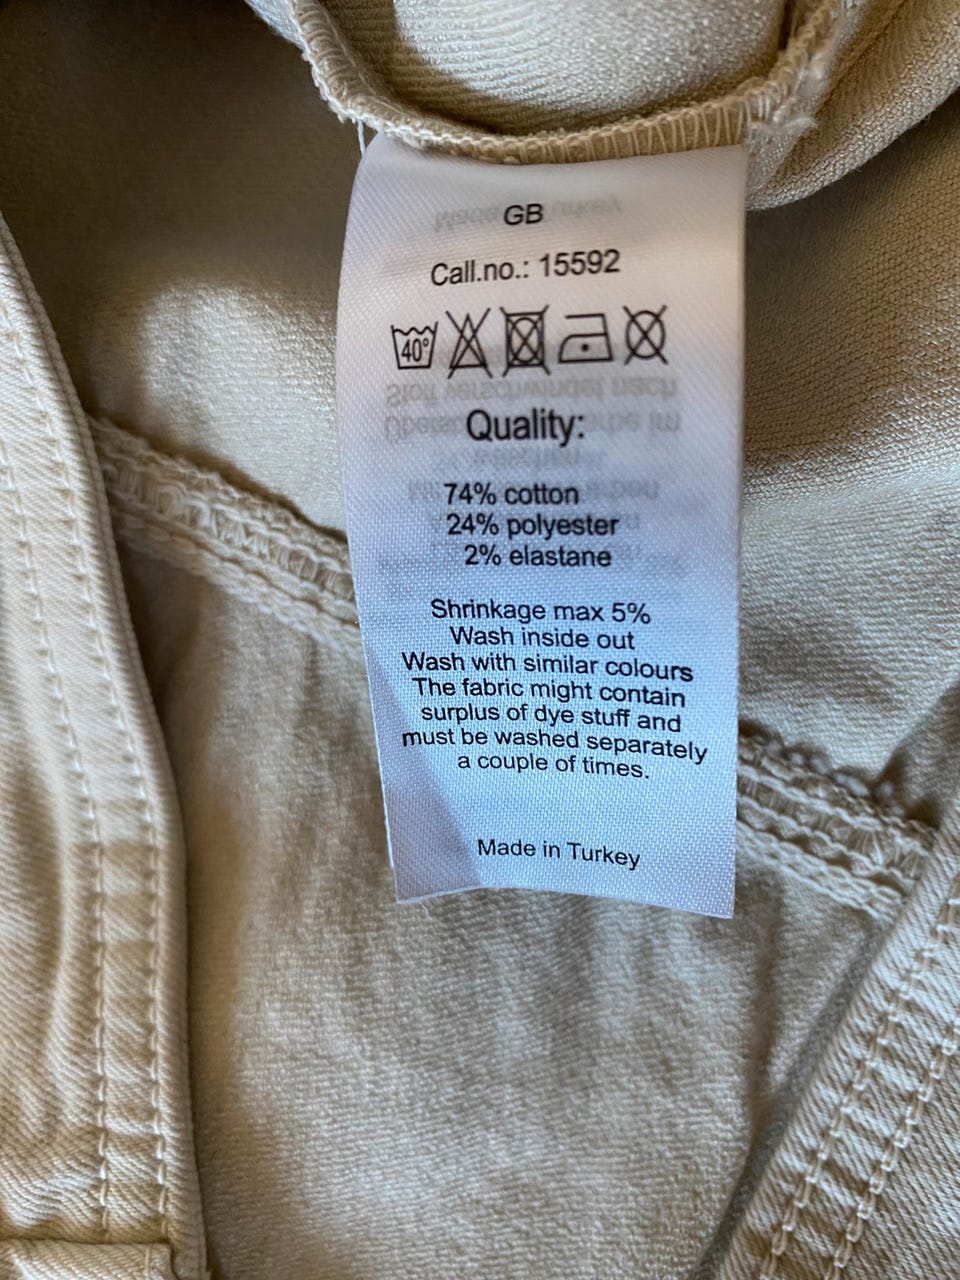 GB
Call.no.: 15592
40°
Quality:
74% cotton
24% polyester
2% elastane
Shrinkage max 5%
Wash inside out
Wash with similar colours
The fabric might contain
surplus of dye stuff and
must be washed separately
a couple of times.
Made in Turkey